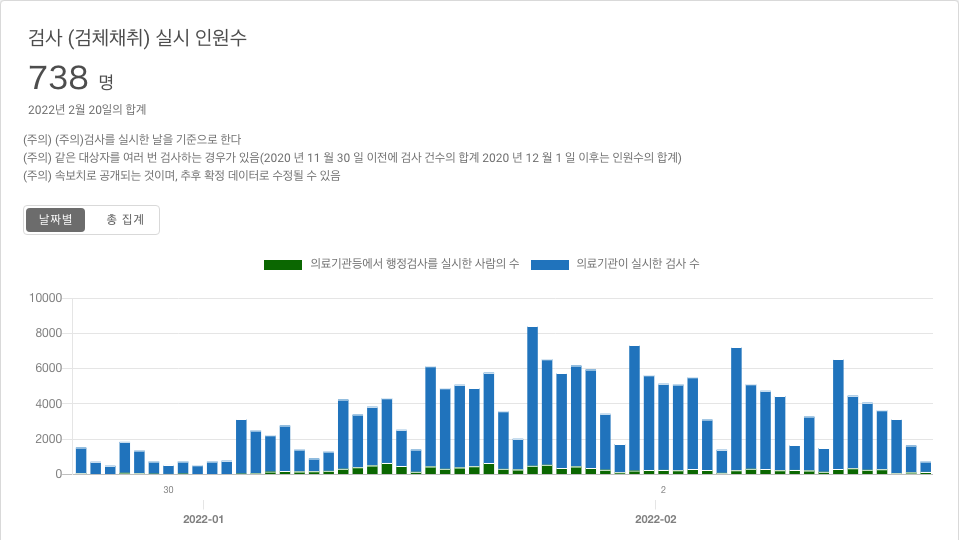 검사 (검체채취) 실시 인원수
738 명
2022년 2월 20일의 합계
(주의) (주의)검사를 실시한 날을 기준으로 한다
(주의) 같은 대상자를 여러 번 검사하는 경우가 있음(2020 년 11 월 30 일 이전에 검사 건수의 합계 2020 년 12 월 1 일 이후는 인원수의 합계)
(주의) 속보치로 공개되는 것이며, 추후 확정 데이터로 수정될 수 있음
날짜별 총 집계
의료기관등에서 행정검사를 실시한 사람의 수 의료기관이 실시한 검사 수
10000
8000
6000
4000
2000
0
30 2
2022-01 2022-02